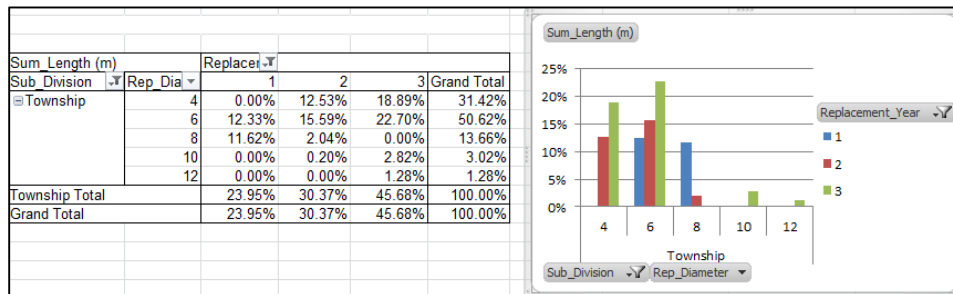 Sum_Length (m) Replacer
Sub_Division Rep_Dia 1 2 3 Grand Total
Township 4 0.00% 12.53% 18.89% 31.42%
6 12.33% 15.59% 22.70% 50.62%
8 11.62% 2.04% 0.00% 13.66%
10 0.00% 0.20% 2.82% 3.02%
12 0.00% 0.00% 1.28% 1.28%
Township Total 23.95% 30.37% 45.68% 100.00%
Grand Total 23.95% 30.37% 45.68% 100.00%
Sum_Length (m)
25%
20%
15%
10%
5%
0%
4 6 8 10 12
Township
Replacement_Year
1
2
3
Sub_Division Rep_Diameter